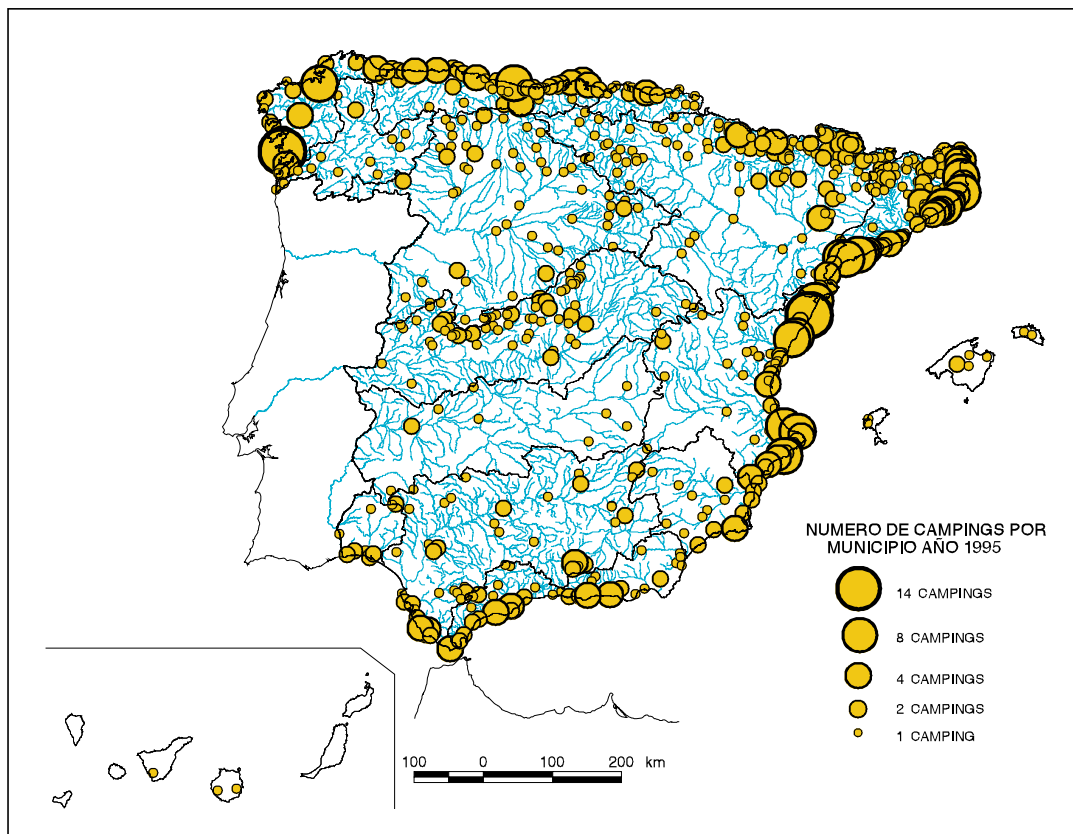 NUMERO DE CAMPINGS POR
MUNICIPIO AÑO 1995
14 CAMPINGS
8 CAMPINGS
4 CAMPINGS
2 CAMPINGS
1 CAMPING
100 0 100 200 km